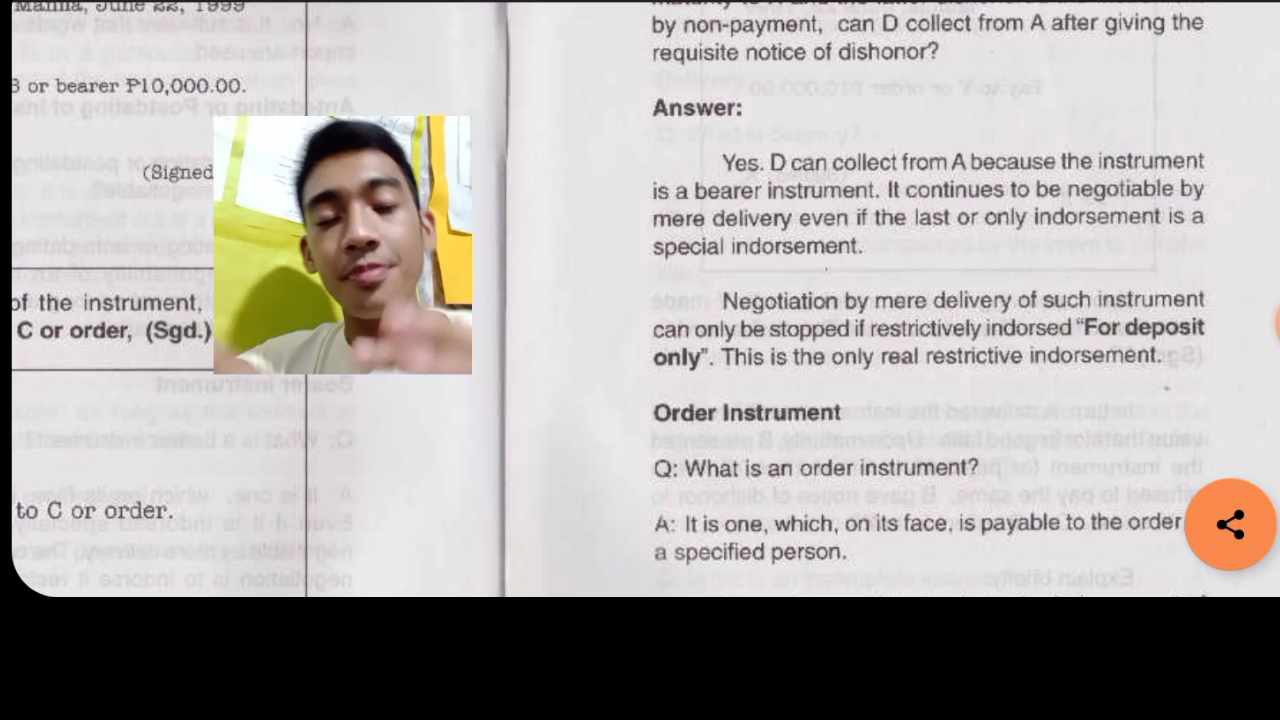 Manila, June 22, 1999
B or bearer ₱10,000.00.
(Signed
of the instrument,
C or order, (Sgd.)
to C or order.
by non-payment, can D collect from A after giving the
requisite notice of dishonor?
Answer:
Yes. D can collect from A because the instrument
is a bearer instrument. It continues to be negotiable by
mere delivery even if the last or only indorsement is a
special indorsement.
Negotiation by mere delivery of such instrument
can only be stopped if restrictively indorsed “For deposit
only”. This is the only real restrictive indorsement.
Order Instrument
Q: What is an order instrument?
A: It is one, which, on its face, is payable to the order
a specified person.